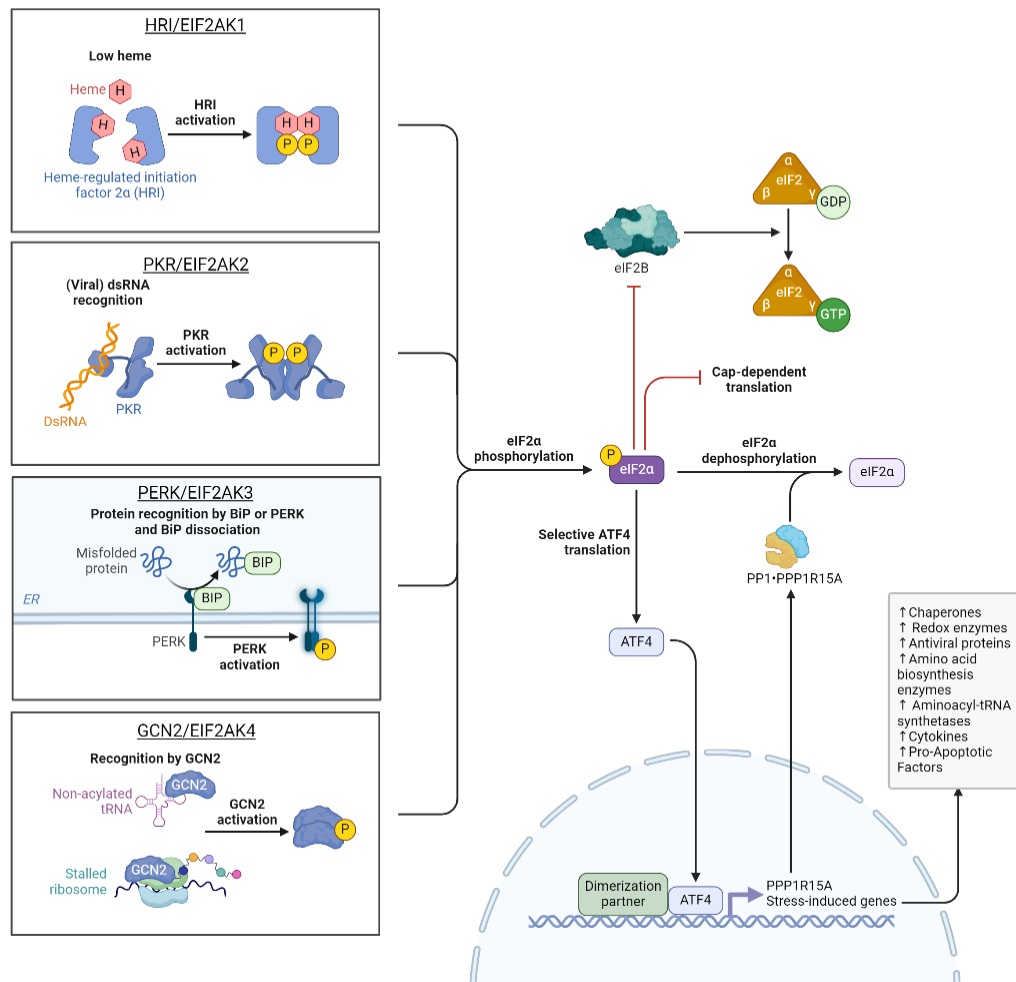 HRI/EIF2AK1
Low heme
Heme
H
H
H
HRI
activation
H H
P P
Heme-regulated initiation
factor 2α (HRI)
PKR/EIF2AK2
(Viral) dsRNA
recognition
PKR
activation
P P
PKR
DsRNA
PERK/EIF2AK3
Protein recognition by BiP or PERK
and BiP dissociation
Misfolded
protein
BIP
BIP
ER
PERK
PERK
activation
P
GCN2/EIF2AK4
Recognition by GCN2
Non-acylated
tRNA
GCN2
GCN2
activation
P
Stalled
ribosome
GCN2
eIF2α
phosphorylation
P
eIF2α
eIF2B
α
β eIF2 γ
GDP
α
β eIF2 γ
GTP
Cap-dependent
translation
eIF2α
dephosphorylation
eIF2α
PP1•PPP1R15A
Selective ATF4
translation
ATF4
Dimerization
partner
ATF4
PPP1R15A
Stress-induced genes
↑Chaperones
↑ Redox enzymes
↑Antiviral proteins
↑Amino acid
biosynthesis
enzymes
↑ Aminoacyl-tRNA
synthetases
↑Cytokines
↑Pro-Apoptotic
Factors